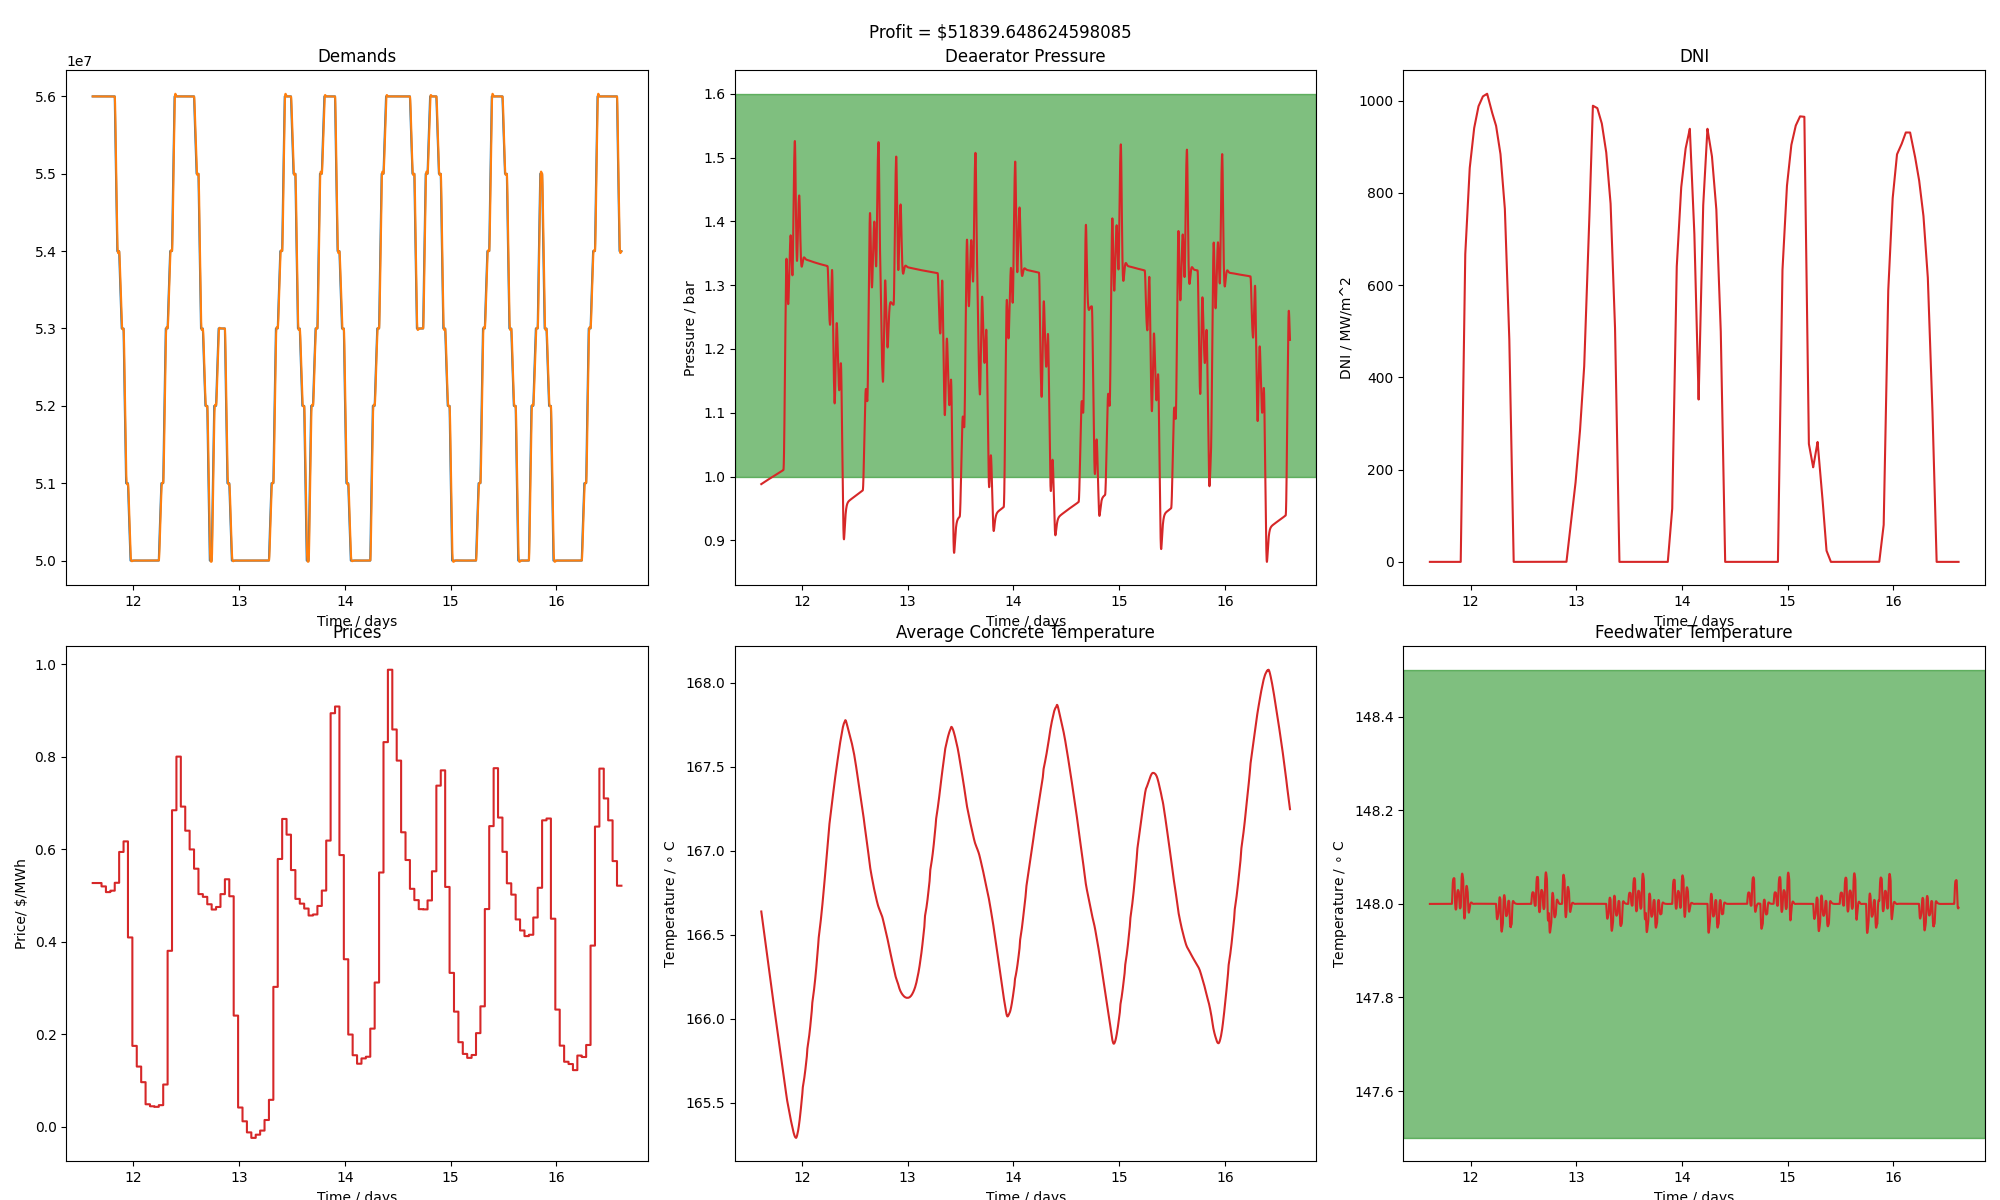 Profit = $51839.648624598085
Demands
1e7
5.6
5.5
5.4
5.3
5.2
5.1
5.0
12 13 14 15 16
Time / days
Deaerator Pressure
Pressure / bar
1.6
1.5
1.4
1.3
1.2
1.1
1.0
0.9
12 13 14 15 16
Time / days
DNI
DNI / MW/m^2
1000
800
600
400
200
0
12 13 14 15 16
Time / days
Prices
Price/ $/MWh
1.0
0.8
0.6
0.4
0.2
0.0
12 13 14 15 16
Time / days
Average Concrete Temperature
Temperature / ∘ C
168.0
167.5
167.0
166.5
166.0
165.5
12 13 14 15 16
Time / days
Feedwater Temperature
Temperature / ∘ C
148.4
148.2
148.0
147.8
147.6
12 13 14 15 16
Time / days